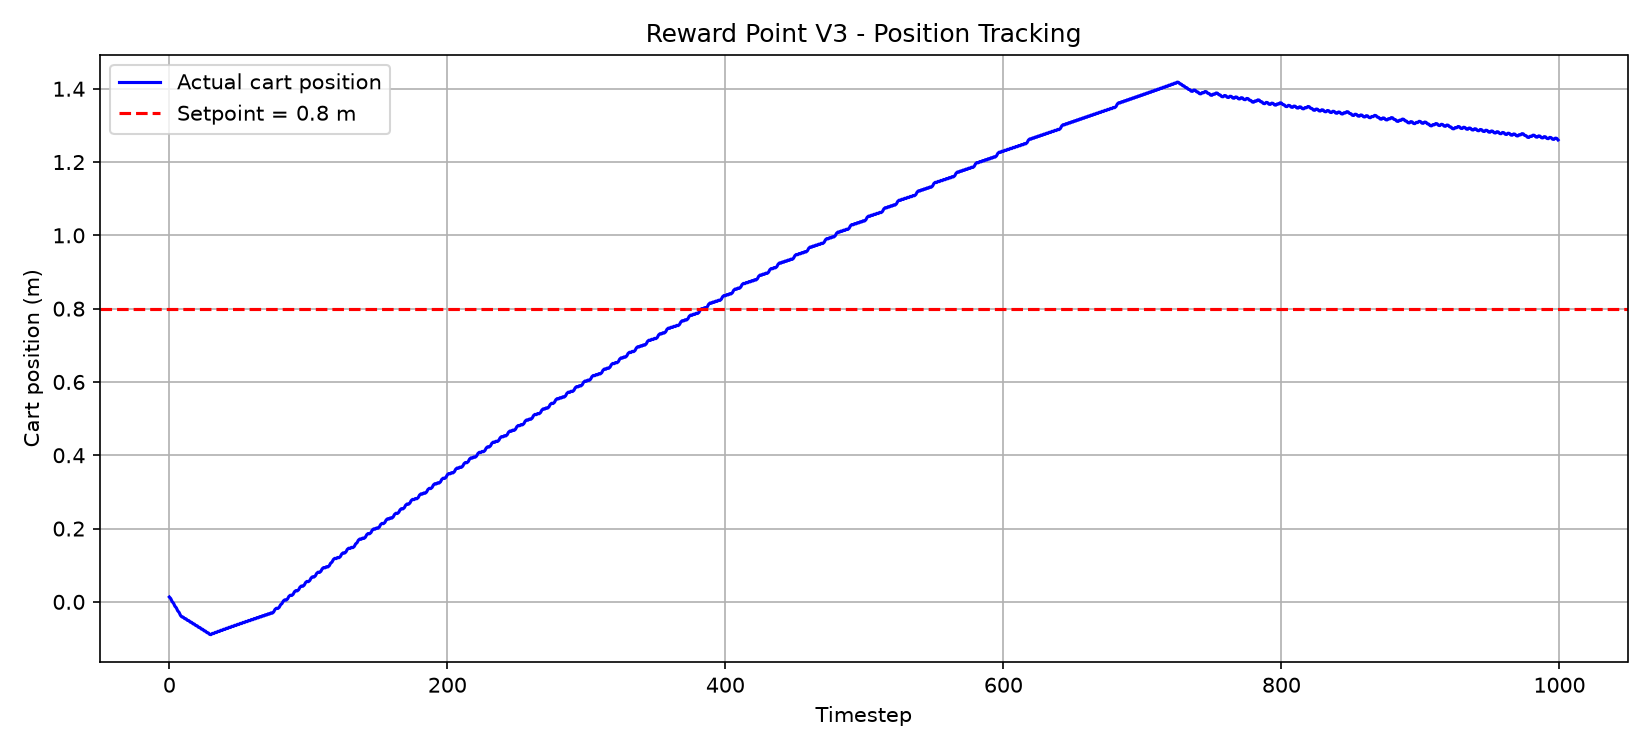 Reward Point V3 - Position Tracking
Actual cart position
Setpoint = 0.8 m
Cart position (m)
1.4
1.2
1.0
0.8
0.6
0.4
0.2
0.0
0 200 400 600 800 1000
Timestep